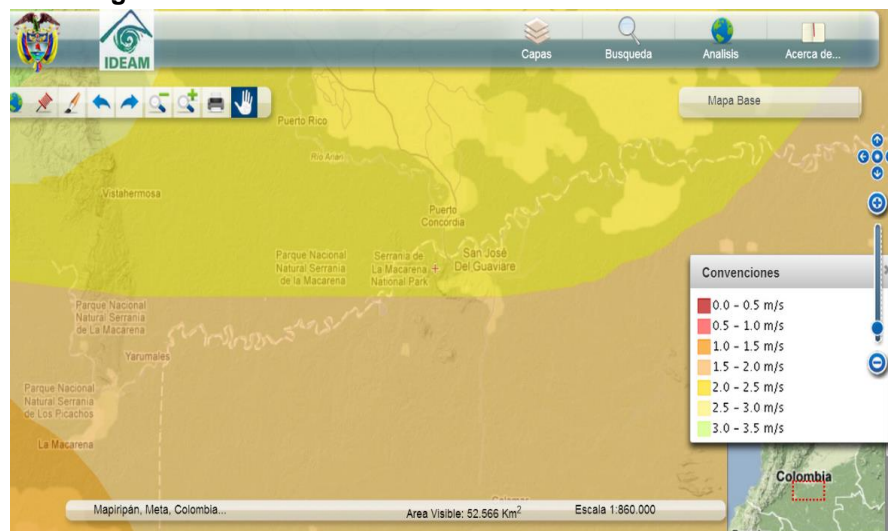 IDEAM
Capas
Busqueda
Analisis
Acerca de...
Mapa Base
Puerto Rico
Rio Ariari
Vistahermosa
Puerto
Concordia
Parque Nacional
Natural Serrania
de la Macarena
Serrania de
La Macarena
National Park
San José
Del Guaviare
Parque Nacional
Natural Serrania
de La Macarena
Yarumales
Parque Nacional
Natural Serrania
de Los Picachos
La Macarena
Convenciones
0.0 - 0.5 m/s
0.5 - 1.0 m/s
1.0 - 1.5 m/s
1.5 - 2.0 m/s
2.0 - 2.5 m/s
2.5 - 3.0 m/s
3.0 - 3.5 m/s
Colombia
Mapiripán, Meta, Colombia...
Area Visible: 52.566 Km²
Escala 1:860.000